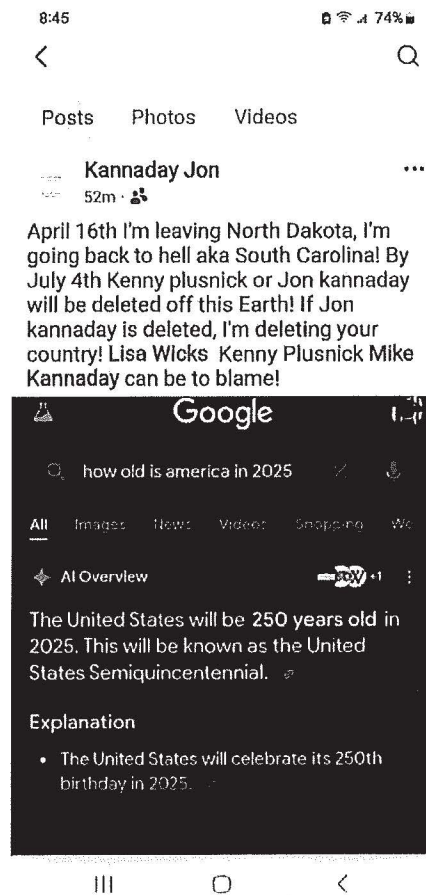 8:45 74%
Posts Photos Videos
Kannaday Jon
52m ·
April 16th I'm leaving North Dakota, I'm
going back to hell aka South Carolina! By
July 4th Kenny plusnick or Jon kannaday
will be deleted off this Earth! If Jon
kannaday is deleted, I'm deleting your
country! Lisa Wicks Kenny Plusnick Mike
Kannaday can be to blame!
Google
how old is america in 2025
All Images News Videos Shopping We
AI Overview +1
The United States will be 250 years old in
2025. This will be known as the United
States Semiquincentennial.
Explanation
• The United States will celebrate its 250th
birthday in 2025.